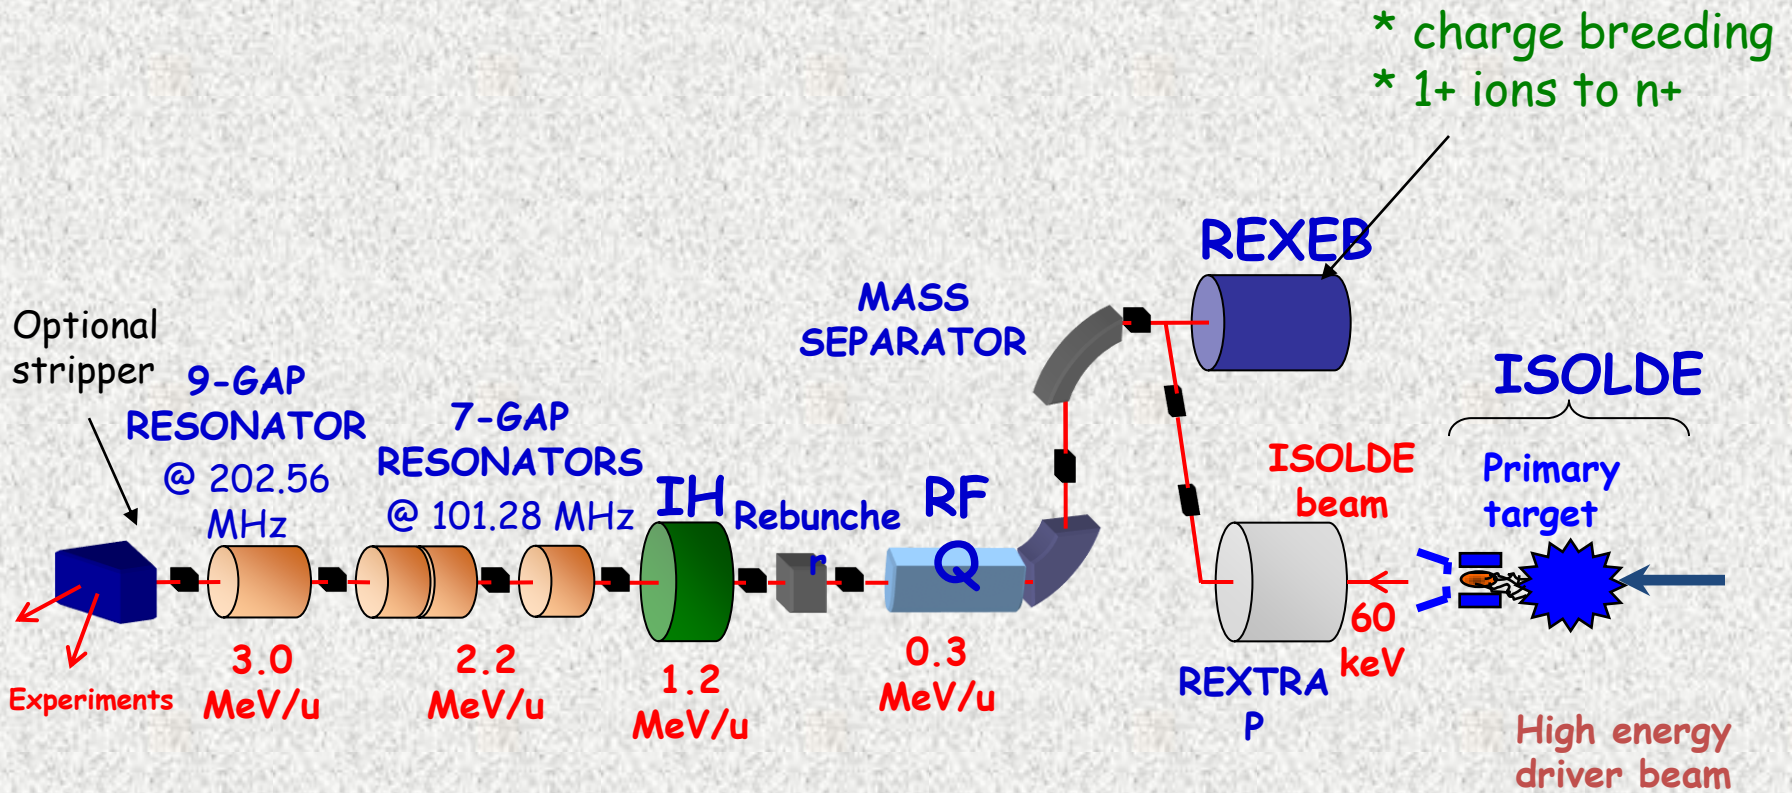 * charge breeding
* 1+ ions to n+
REXEB
MASS
SEPARATOR
Optional
stripper
9-GAP
RESONATOR
@ 202.56
MHz
7-GAP
RESONATORS
@ 101.28 MHz
IH
Rebunche
r
RF
Q
ISOLDE
ISOLDE
beam
Primary
target
60
keV
REXTRA
P
0.3
MeV/u
1.2
MeV/u
2.2
MeV/u
3.0
MeV/u
Experiments
High energy
driver beam